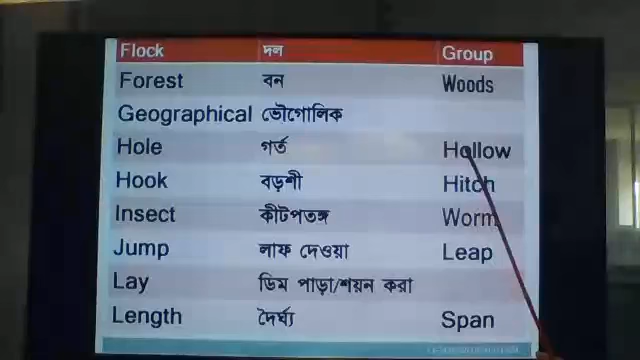 Flock দল Group
Forest বন Woods
Geographical ভৌগোলিক
Hole গর্ত Hollow
Hook বড়শী Hitch
Insect কীটপতঙ্গ Worm
Jump লাফ দেওয়া Leap
Lay ডিম পাড়া/শয়ন করা
Length দৈর্ঘ্য Span